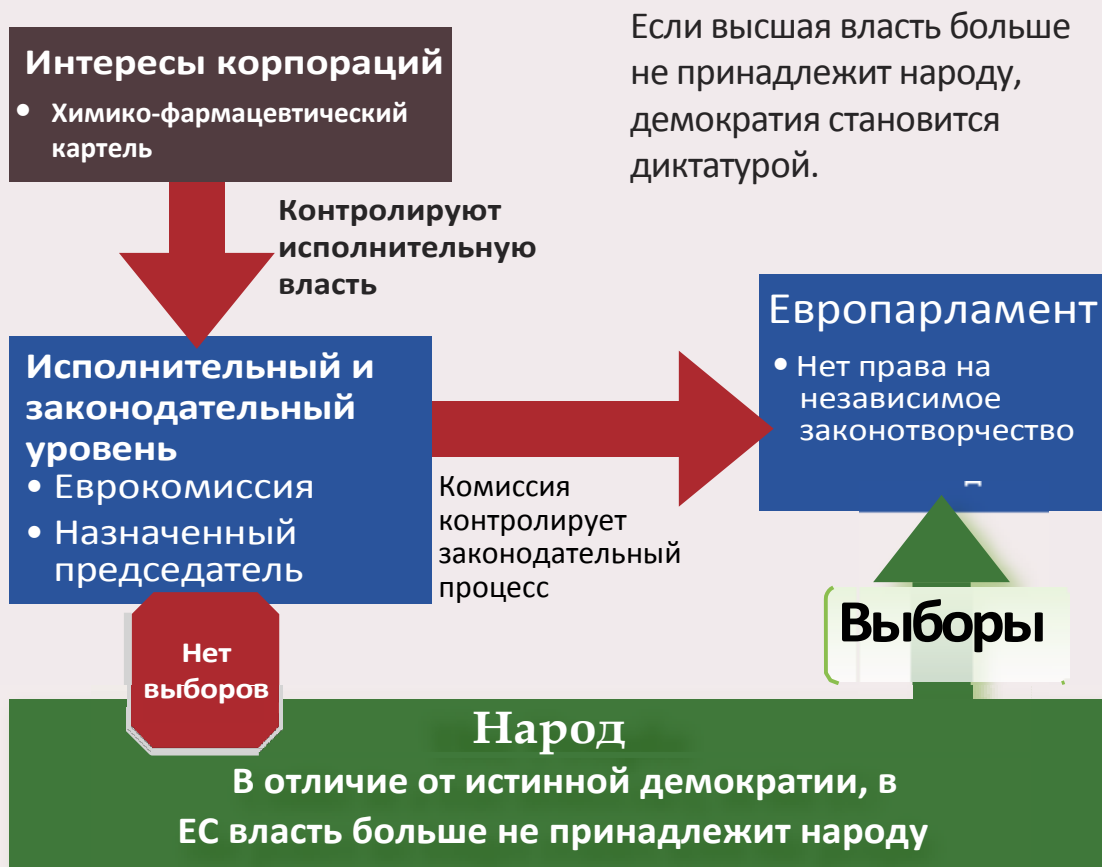 Если высшая власть больше
не принадлежит народу,
демократия становится
диктатурой.
Интересы корпораций
• Химико-фармацевтический
картель
Контролируют
исполнительную
власть
Исполнительный и
законодательный
уровень
• Еврокомиссия
• Назначенный
председатель
Комиссия
контролирует
законодательный
процесс
Европарламент
• Нет права на
независимое
законотворчество
Нет
выборов
Выборы
Народ
В отличие от истинной демократии, в
ЕС власть больше не принадлежит народу